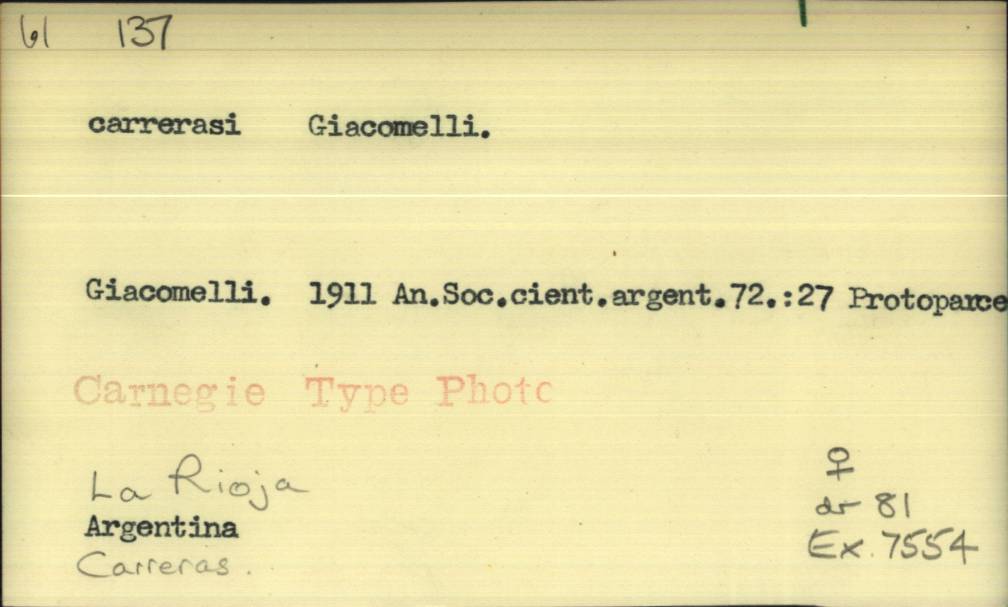 61 137
carrerasi Giacomelli.
Giacomelli. 1911 An.Soc.cient.argent.72.:27 Protoparce
Carnegie Type Photo
La Rioja
Argentina
Carreras.
♀
dr 81
Ex. 7554